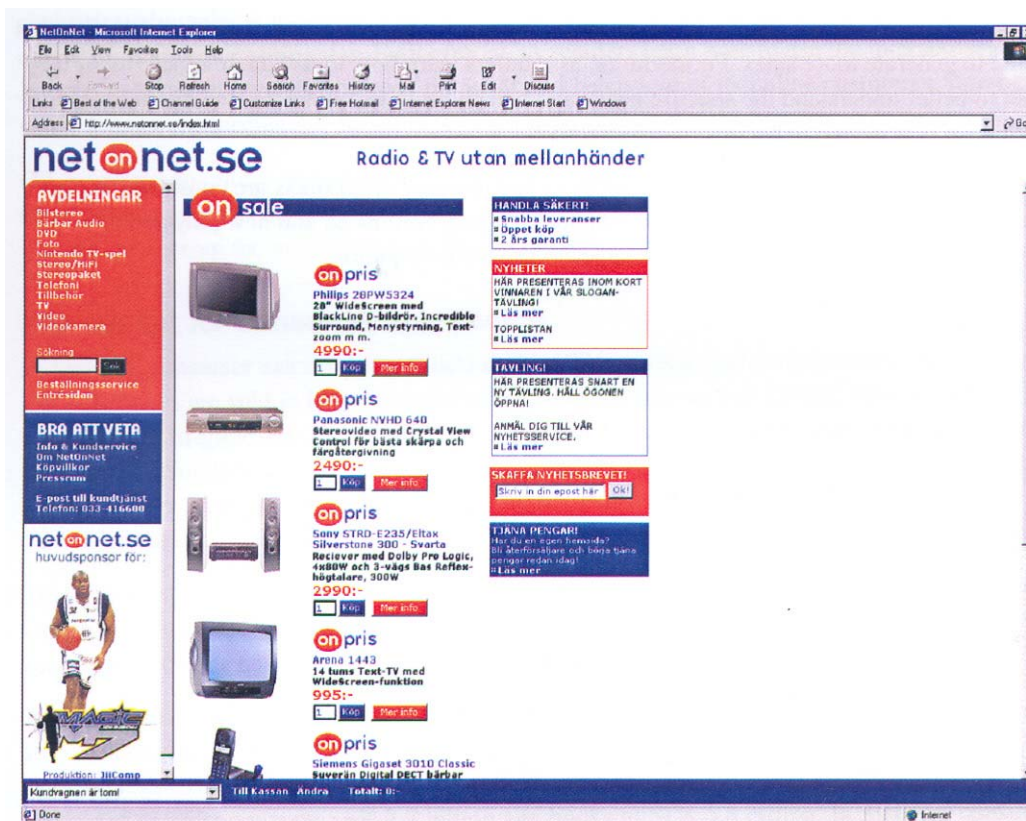 NetOnNet - Microsoft Internet Explorer
File Edit View Favorites Tools Help
Back Forward Stop Refresh Home Search Favorites History Mail Print Edit Discuss
Links Best of the Web Channel Guide Customize Links Free Hotmail Internet Explorer News Internet Start Windows
Address http://www.netonnet.se/index.html Go
netonnet.se
Radio & TV utan mellanhänder
AVDELNINGAR
Bilstereo
Bärbar Audio
DVD
Foto
Nintendo TV-spel
Stereo/HiFi
Stereopaket
Telefoni
Tillbehör
TV
Video
Videokamera
Sökning
Sök
Beställningsservice
Entrésidan
BRA ATT VETA
Info & Kundservice
Om NetOnNet
Köpvillkor
Pressrum
E-post till kundtjänst
Telefon: 033-416600
netonnet.se
huvudsponsor för:
MAGIC
M7
Produktion: JliComp
on sale
on pris
Philips 28PW5324
28" WideScreen med
BlackLine D-bildrör. Incredible
Surround, Menystyrning, Text-
zoom m m.
4990:-
1 Köp Mer info
on pris
Panasonic NVHD 640
Stereovideo med Crystal View
Control för bästa skärpa och
färgåtergivning
2490:-
1 Köp Mer info
on pris
Sony STRD-E235/Eltax
Silverstone 300 - Svarta
Reciever med Dolby Pro Logic,
4x80W och 3-vägs Bas Reflex-
högtalare, 300W
2990:-
1 Köp Mer info
on pris
Arena 1443
14 tums Text-TV med
WideScreen-funktion
995:-
1 Köp Mer info
on pris
Siemens Gigaset 3010 Classic
Suverän Digital DECT bärbar
HANDLA SÄKERT!
Snabba leveranser
Öppet köp
2 års garanti
NYHETER
HÄR PRESENTERAS INOM KORT
VINNAREN I VÅR SLOGAN-
TÄVLING!
Läs mer
TOPPLISTAN
Läs mer
TÄVLING!
HÄR PRESENTERAS SNART EN
NY TÄVLING. HÅLL ÖGONEN
ÖPPNA!
ANMÄL DIG TILL VÅR
NYHETSSERVICE.
Läs mer
SKAFFA NYHETSBREVET!
Skriv in din epost här Ok!
TJÄNA PENGAR!
Har du en egen hemsida?
Bli återförsäljare och börja tjäna
pengar redan idag!
Läs mer
Kundvagnen är tom! Till Kassan Ändra Totalt: 0:-
Done Internet